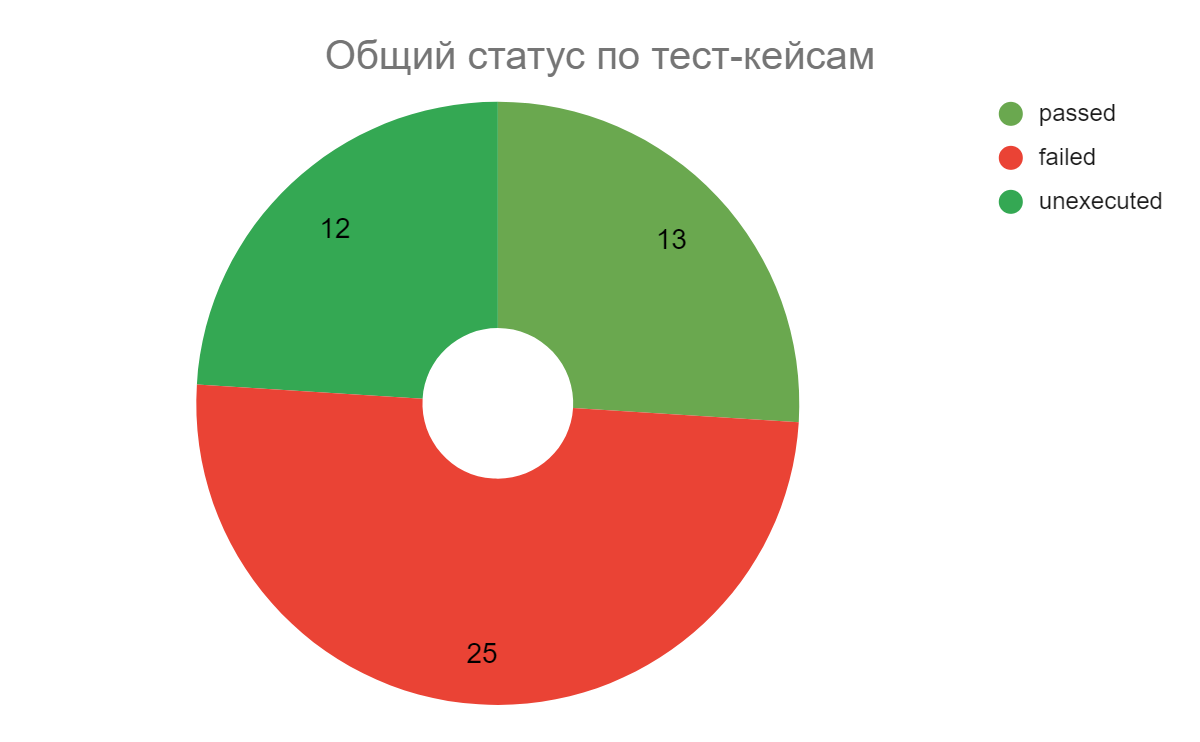 Общий статус по тест-кейсам
passed
failed
unexecuted
12
13
25